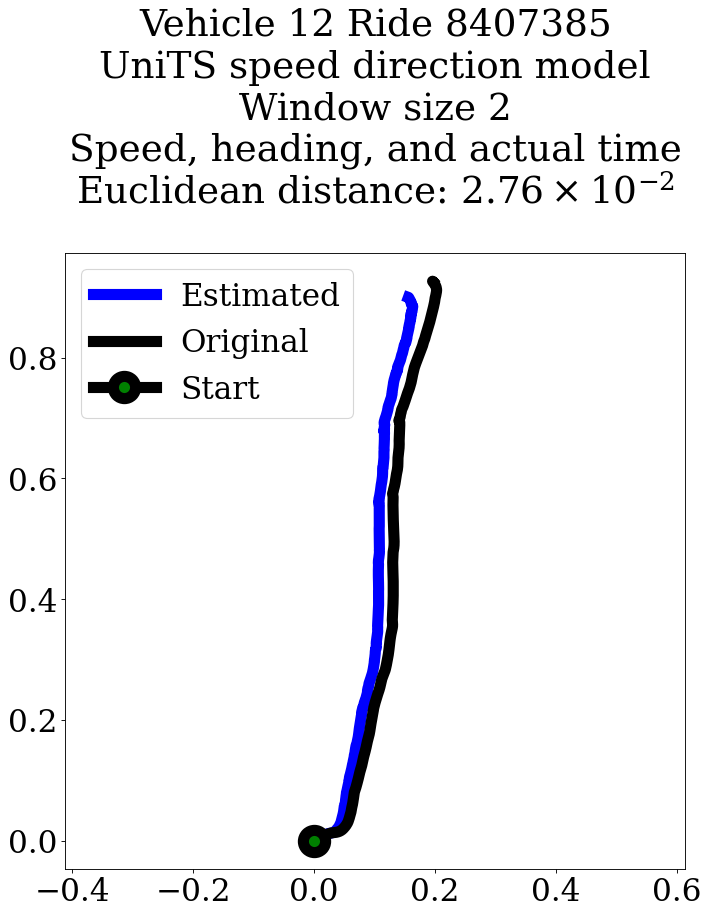 Vehicle 12 Ride 8407385
UniTS speed direction model
Window size 2
Speed, heading, and actual time
Euclidean distance: 2.76 × 10⁻²
Estimated
Original
Start
0.8
0.6
0.4
0.2
0.0
−0.4 −0.2 0.0 0.2 0.4 0.6